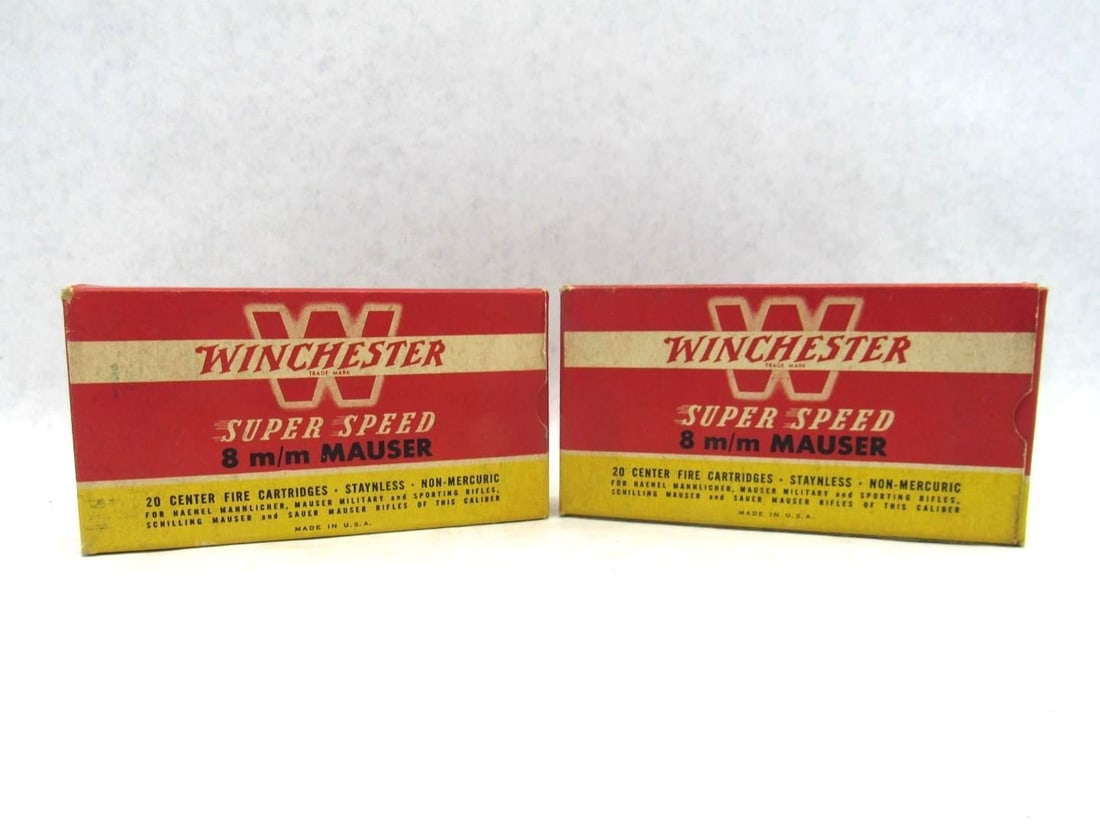 W
WINCHESTER
TRADE MARK
SUPER SPEED
8 m/m MAUSER
20 CENTER FIRE CARTRIDGES · STAYNLESS · NON-MERCURIC
FOR HAENEL MANNLICHER, MAUSER MILITARY and SPORTING RIFLES,
SCHILLING MAUSER and SAUER MAUSER RIFLES OF THIS CALIBER
MADE IN U.S.A.
W
WINCHESTER
TRADE MARK
SUPER SPEED
8 m/m MAUSER
20 CENTER FIRE CARTRIDGES · STAYNLESS · NON-MERCURIC
FOR HAENEL MANNLICHER, MAUSER MILITARY and SPORTING RIFLES,
SCHILLING MAUSER and SAUER MAUSER RIFLES OF THIS CALIBER
MADE IN U.S.A.